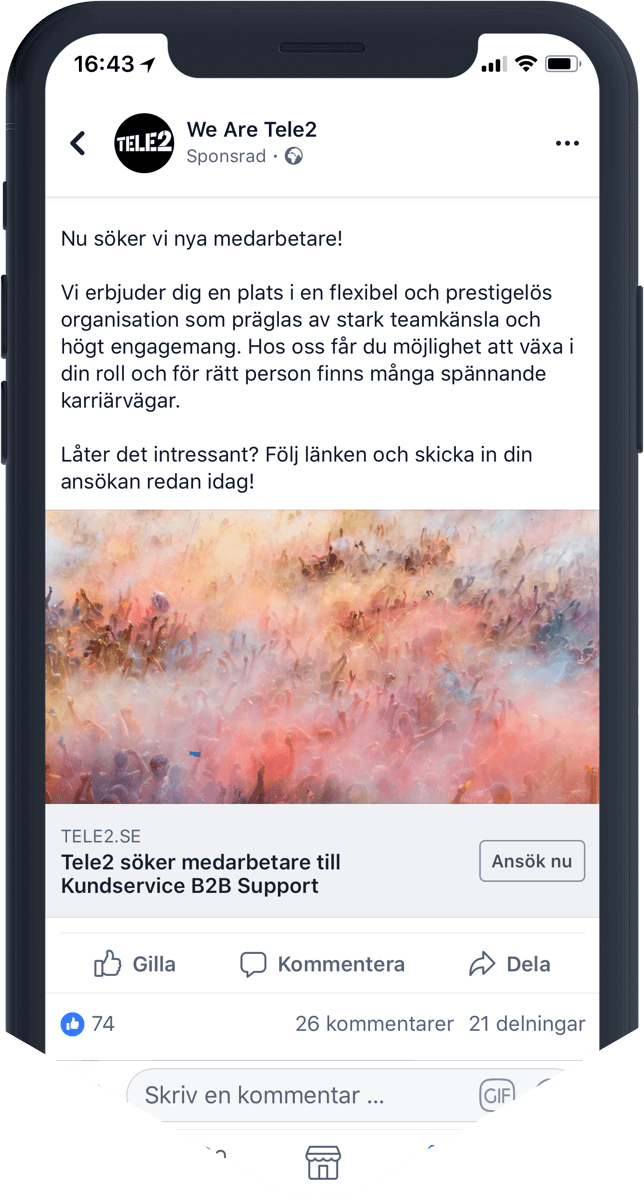 16:43
We Are Tele2
TELE2
Sponsrad ·
Nu söker vi nya medarbetare!
Vi erbjuder dig en plats i en flexibel och prestigelös
organisation som präglas av stark teamkänsla och
högt engagemang. Hos oss får du möjlighet att växa i
din roll och för rätt person finns många spännande
karriärvägar.
Låter det intressant? Följ länken och skicka in din
ansökan redan idag!
TELE2.SE
Tele2 söker medarbetare till
Kundservice B2B Support
Ansök nu
Gilla
Kommentera
Dela
74
26 kommentarer
21 delningar
Skriv en kommentar ...
GIF